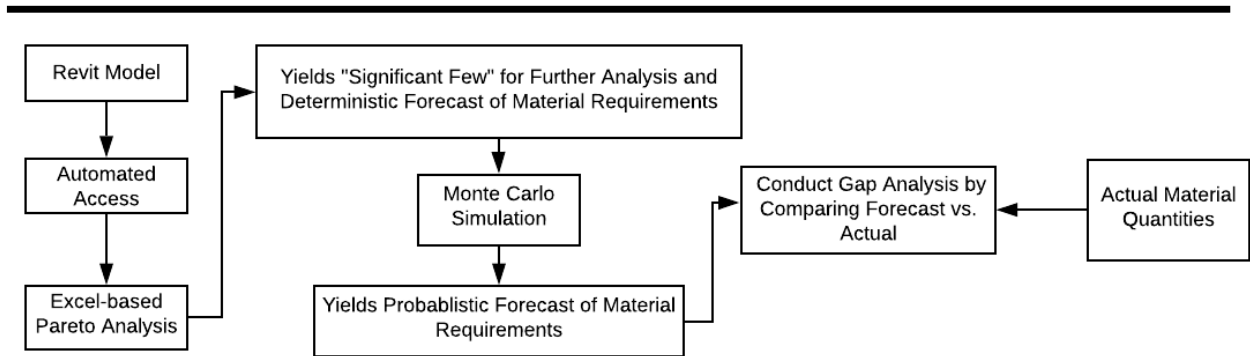 Revit Model
Automated
Access
Excel-based
Pareto Analysis
Yields "Significant Few" for Further Analysis and
Deterministic Forecast of Material Requirements
Monte Carlo
Simulation
Yields Probablistic Forecast of Material
Requirements
Conduct Gap Analysis by
Comparing Forecast vs.
Actual
Actual Material
Quantities